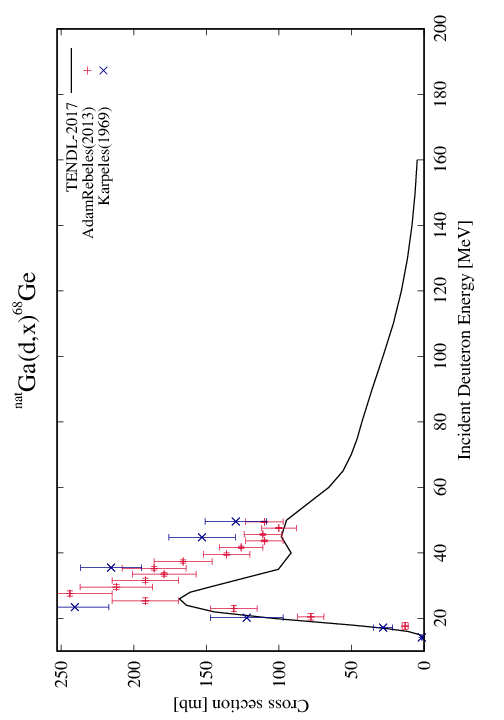 natGa(d,x)68Ge
TENDL-2017
AdamRebeles(2013)
Karpeles(1969)
Cross section [mb]
250
200
150
100
50
0
20
40
60
80
100
120
140
160
180
200
Incident Deuteron Energy [MeV]